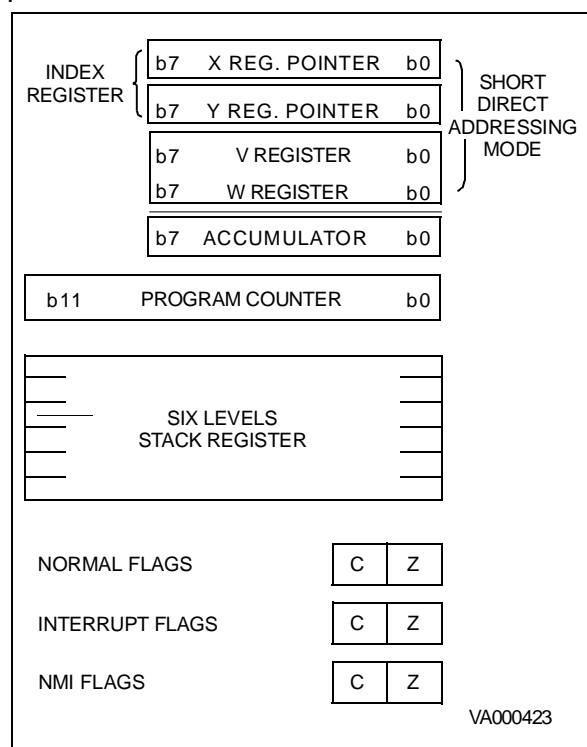 INDEX
REGISTER
b7 X REG. POINTER b0
b7 Y REG. POINTER b0
b7 V REGISTER b0
b7 W REGISTER b0
SHORT
DIRECT
ADDRESSING
MODE
b7 ACCUMULATOR b0
b11 PROGRAM COUNTER b0
SIX LEVELS
STACK REGISTER
NORMAL FLAGS C Z
INTERRUPT FLAGS C Z
NMI FLAGS C Z
VA000423